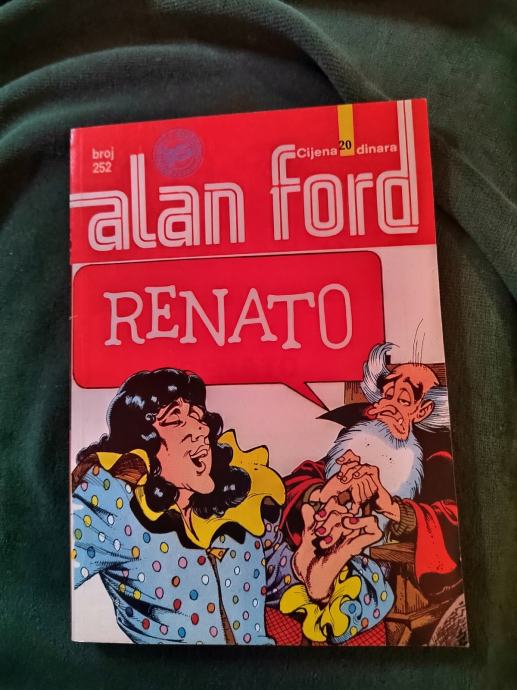 broj
252
Cijena 20 dinara
alan ford
RENATO